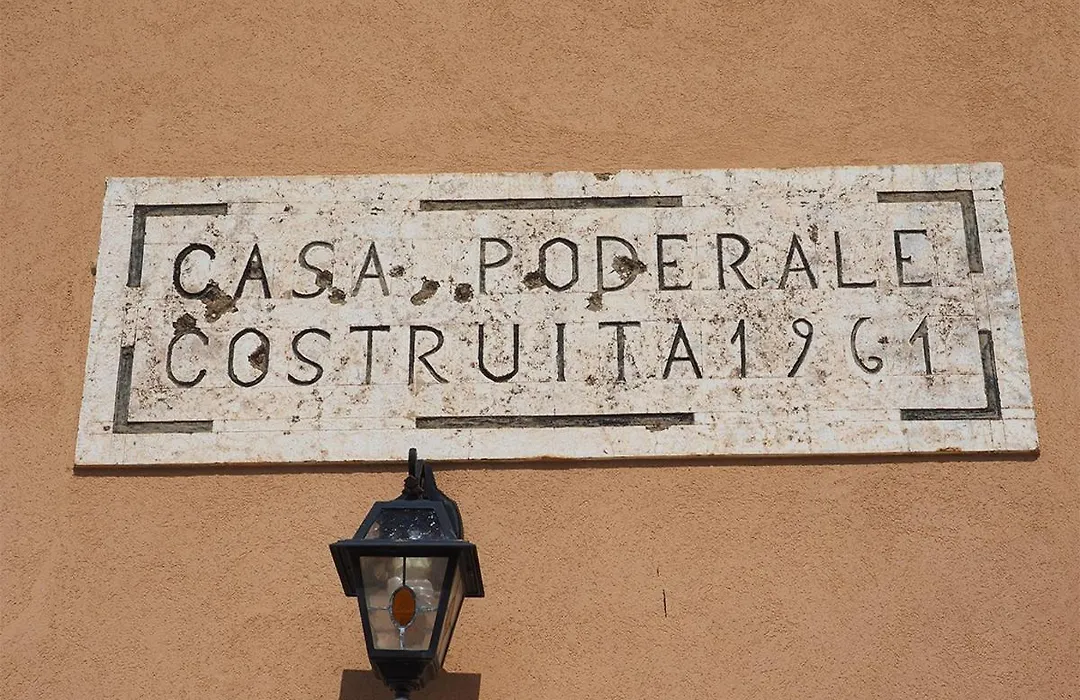 CASA PODERALE
COSTRUITA 1961